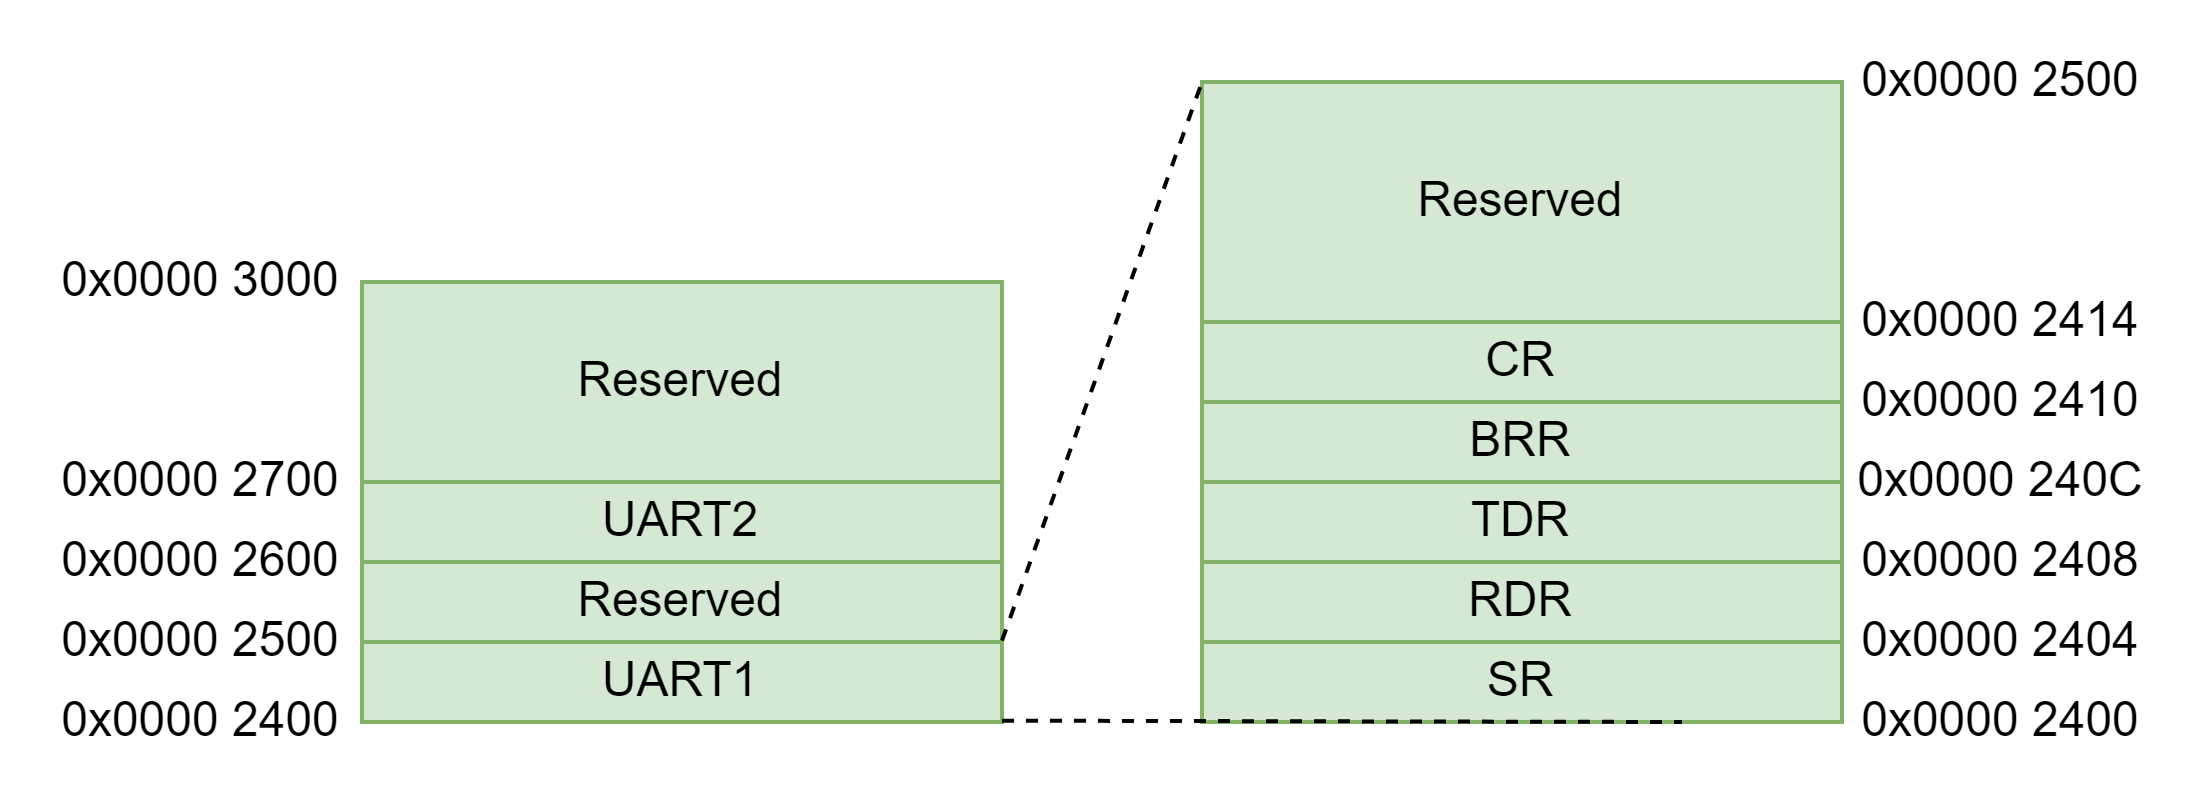 0x0000 3000
Reserved
0x0000 2700
UART2
0x0000 2600
Reserved
0x0000 2500
UART1
0x0000 2400
0x0000 2500
Reserved
0x0000 2414
CR
0x0000 2410
BRR
0x0000 240C
TDR
0x0000 2408
RDR
0x0000 2404
SR
0x0000 2400